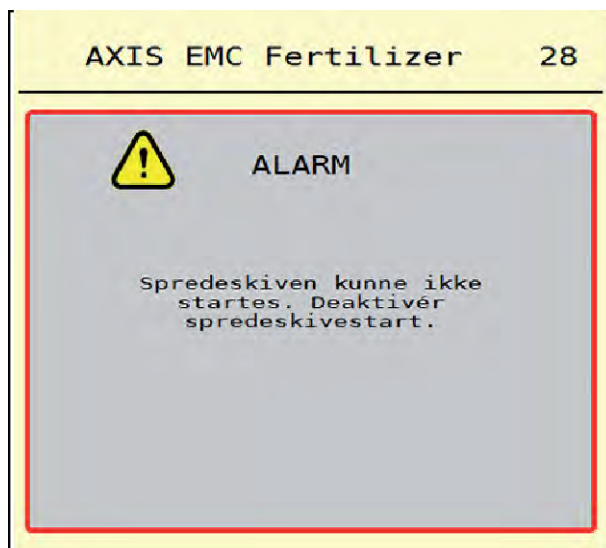 AXIS EMC Fertilizer 28
ALARM
Spredeskiven kunne ikke
startes. Deaktivér
spredeskivestart.